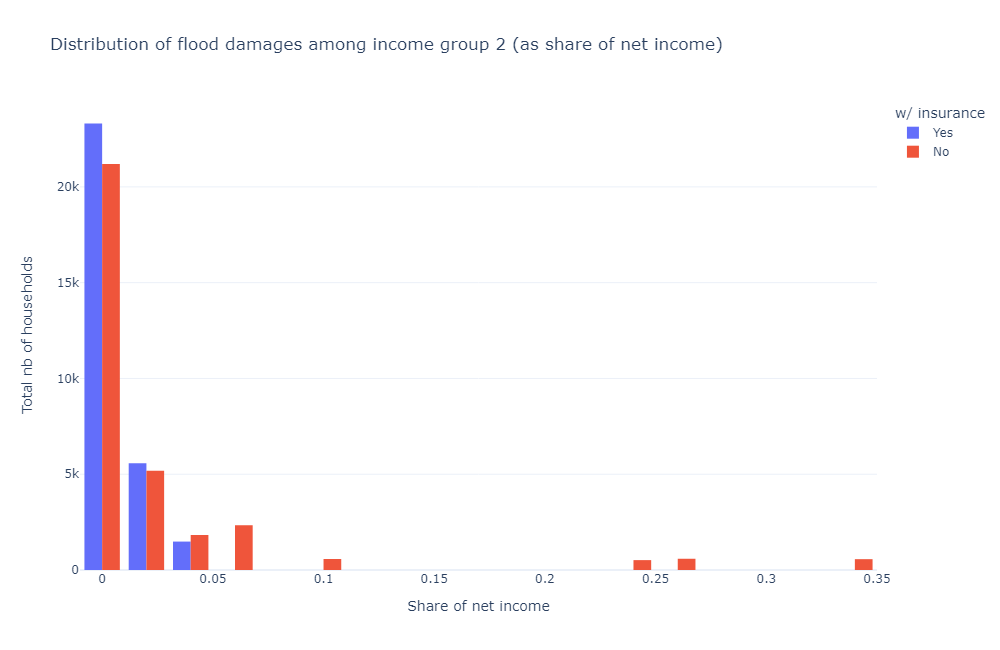 Distribution of flood damages among income group 2 (as share of net income)
w/ insurance
Yes
No
20k
15k
10k
5k
0
Total nb of households
0 0.05 0.1 0.15 0.2 0.25 0.3 0.35
Share of net income